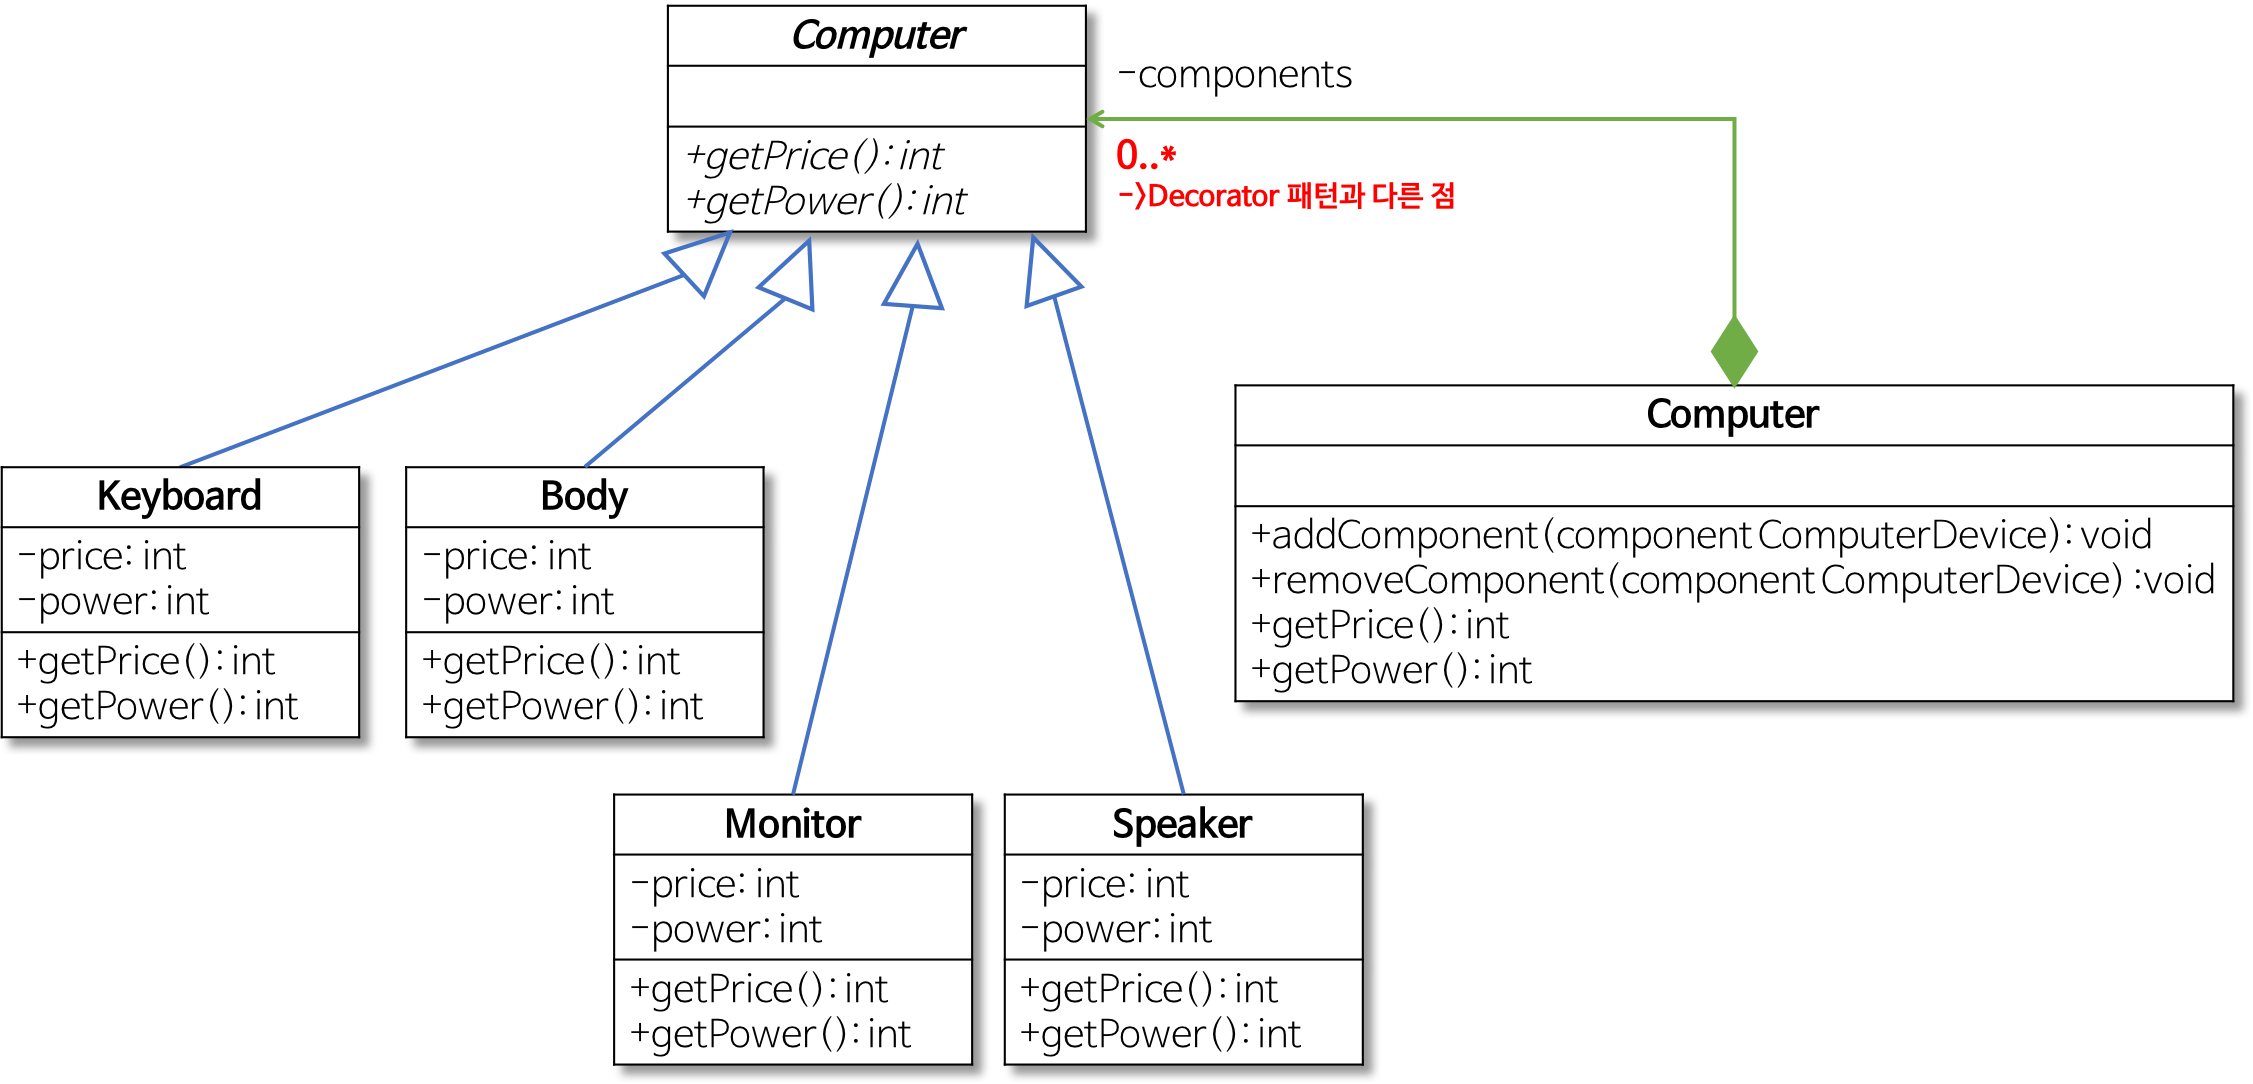 Computer
+getPrice(): int
+getPower(): int
-components
0..*
->Decorator 패턴과 다른 점
Computer
+addComponent(component ComputerDevice): void
+removeComponent(component ComputerDevice) :void
+getPrice(): int
+getPower(): int
Keyboard
-price: int
-power: int
+getPrice(): int
+getPower(): int
Body
-price: int
-power: int
+getPrice(): int
+getPower(): int
Monitor
-price: int
-power: int
+getPrice(): int
+getPower(): int
Speaker
-price: int
-power: int
+getPrice(): int
+getPower(): int